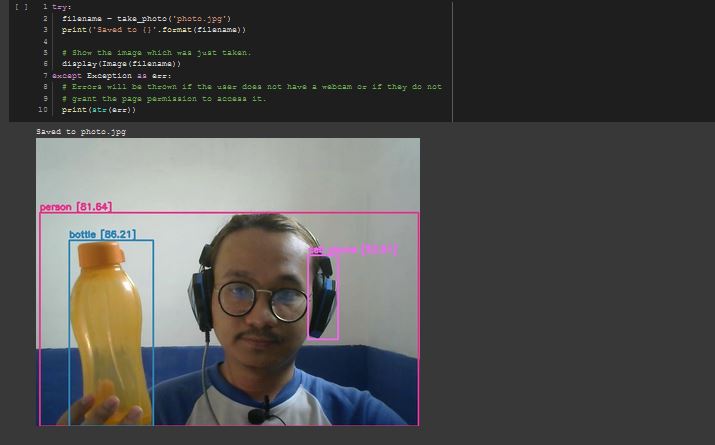 [ ]
1 try:
2 filename = take_photo('photo.jpg')
3 print('Saved to {}'.format(filename))
4
5 # Show the image which was just taken.
6 display(Image(filename))
7 except Exception as err:
8 # Errors will be thrown if the user does not have a webcam or if they do not
9 # grant the page permission to access it.
10 print(str(err))
Saved to photo.jpg
person [81.64]
bottle [86.21]
cell phone